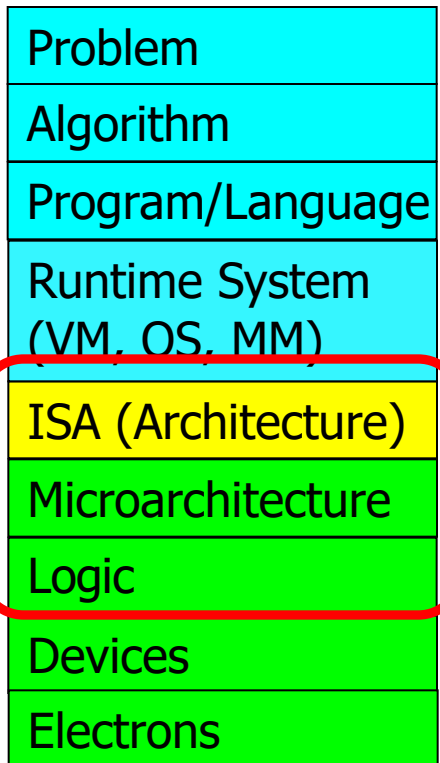 Problem
Algorithm
Program/Language
Runtime System
(VM, OS, MM)
ISA (Architecture)
Microarchitecture
Logic
Devices
Electrons